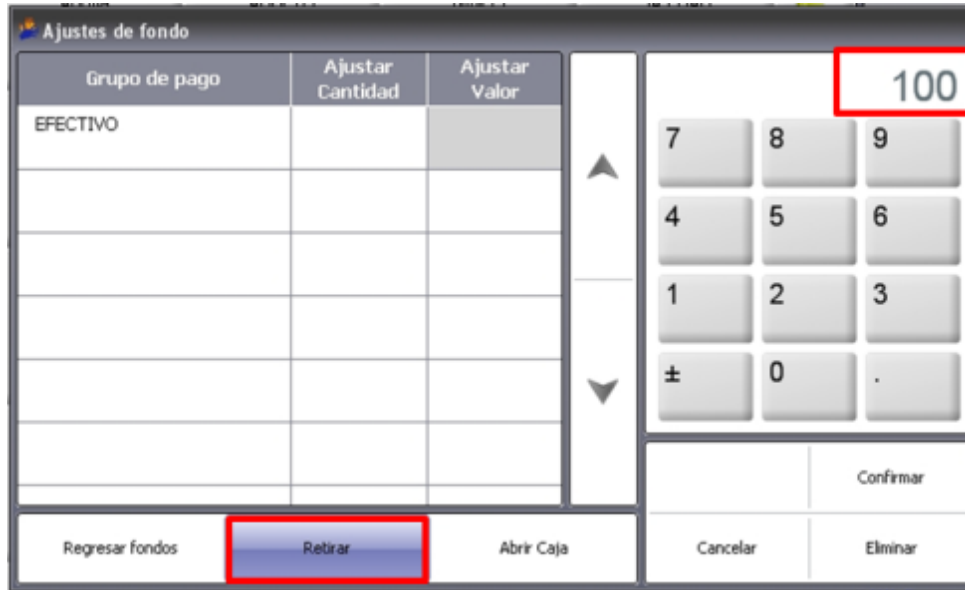 Ajustes de fondo
Grupo de pago
Ajustar
Cantidad
Ajustar
Valor
EFECTIVO
100
7 8 9
4 5 6
1 2 3
± 0 .
Confirmar
Cancelar Eliminar
Regresar fondos Retirar Abrir Caja